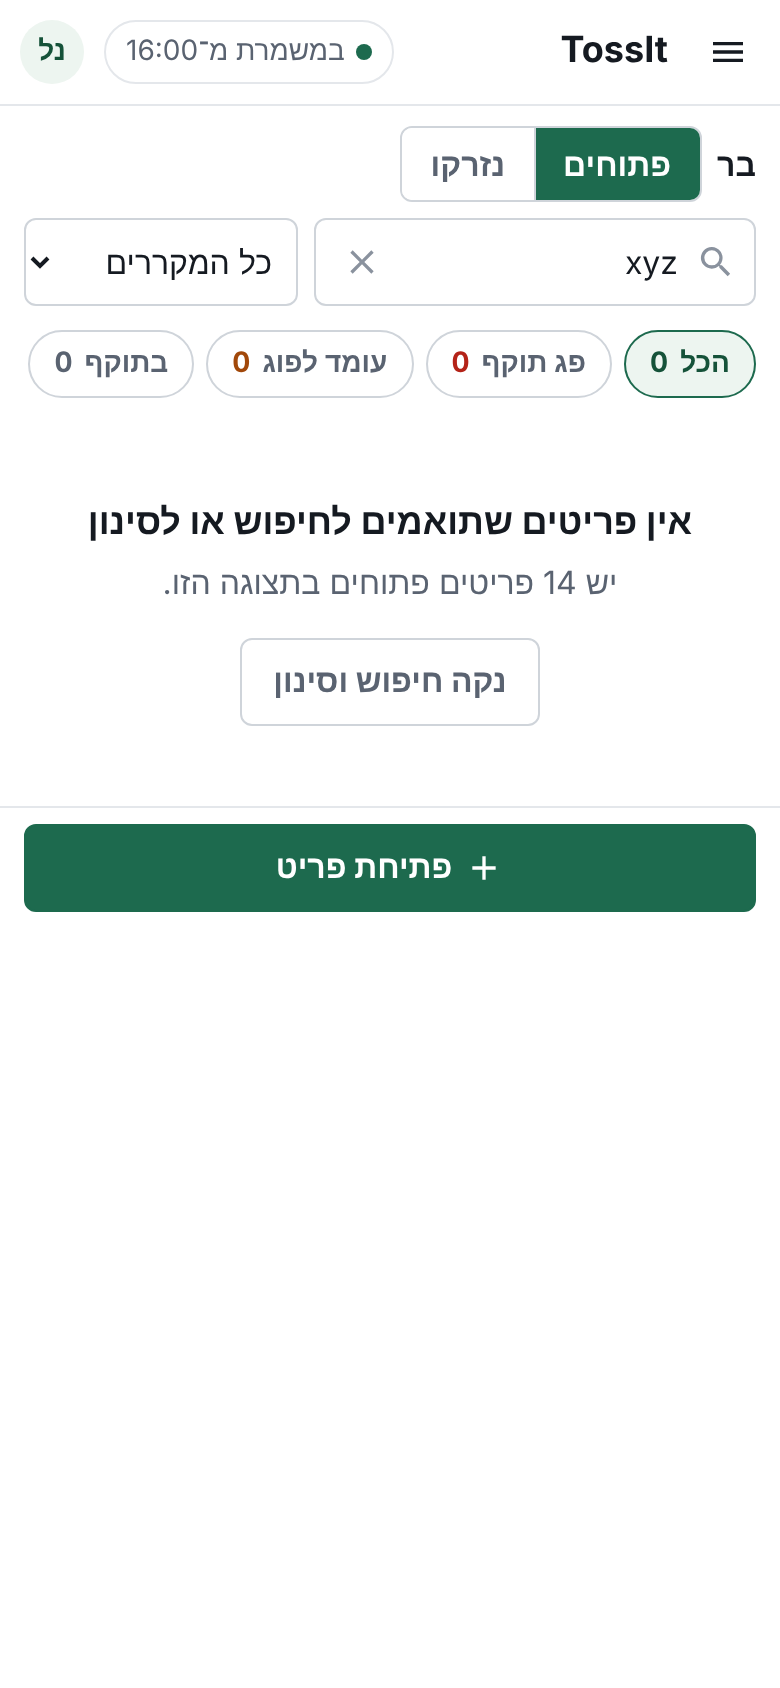 TossIt במשמרת מ־16:00 נל
בר פתוחים נזרקו
xyz כל המקררים
הכל 0 פג תוקף 0 עומד לפוג 0 בתוקף 0
אין פריטים שתואמים לחיפוש או לסינון
יש 14 פריטים פתוחים בתצוגה הזו.
נקה חיפוש וסינון
פתיחת פריט